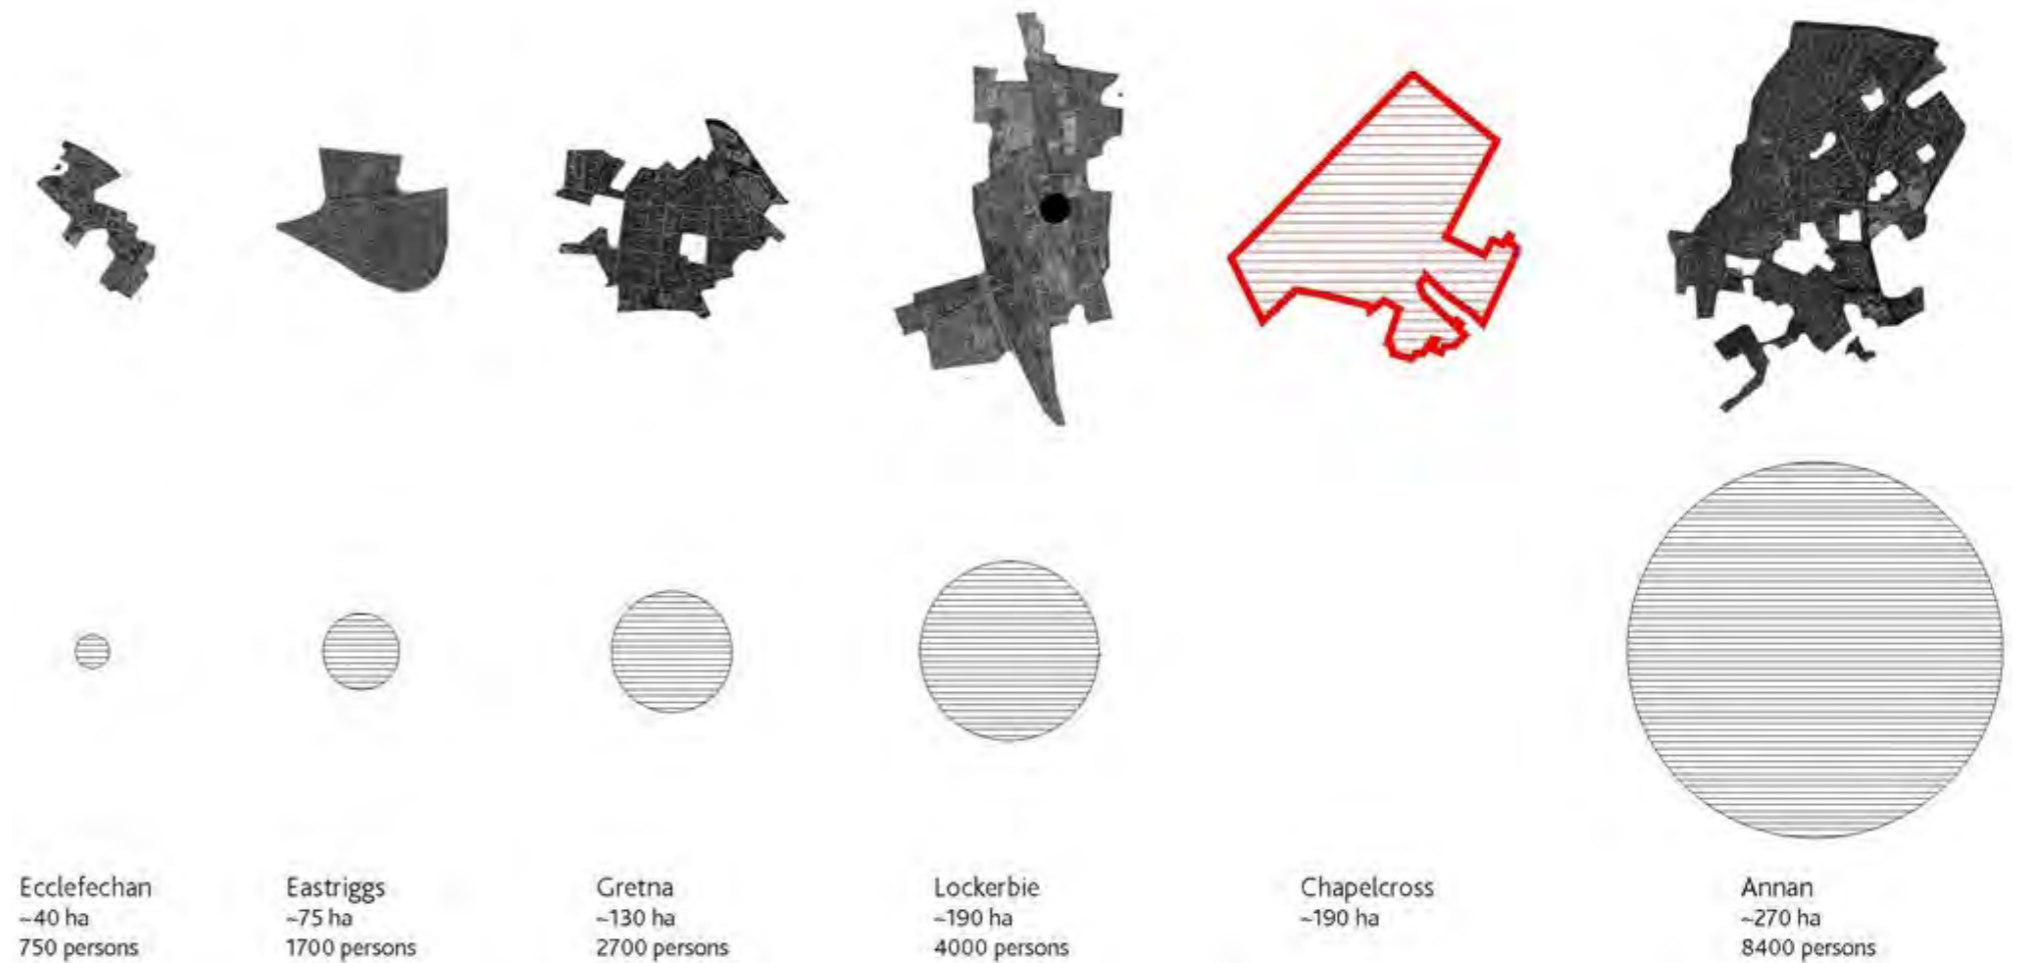 Ecclefechan
~40 ha
750 persons
Eastriggs
~75 ha
1700 persons
Gretna
~130 ha
2700 persons
Lockerbie
~190 ha
4000 persons
Chapelcross
~190 ha
Annan
~270 ha
8400 persons